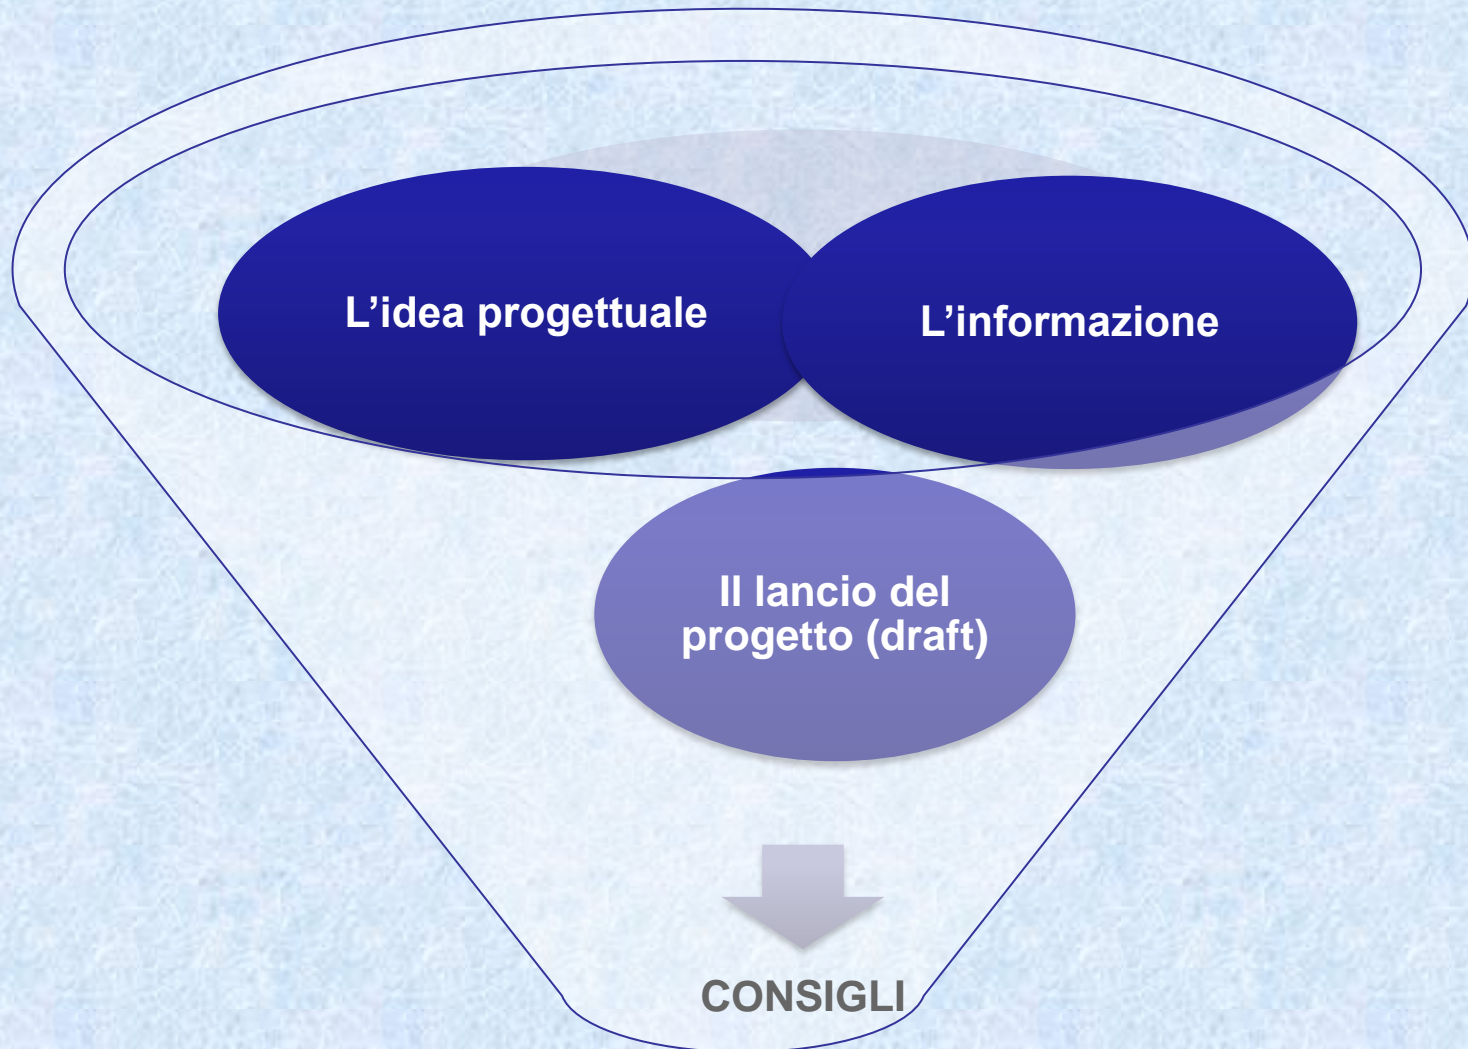 L’idea progettuale
L’informazione
Il lancio del
progetto (draft)
CONSIGLI